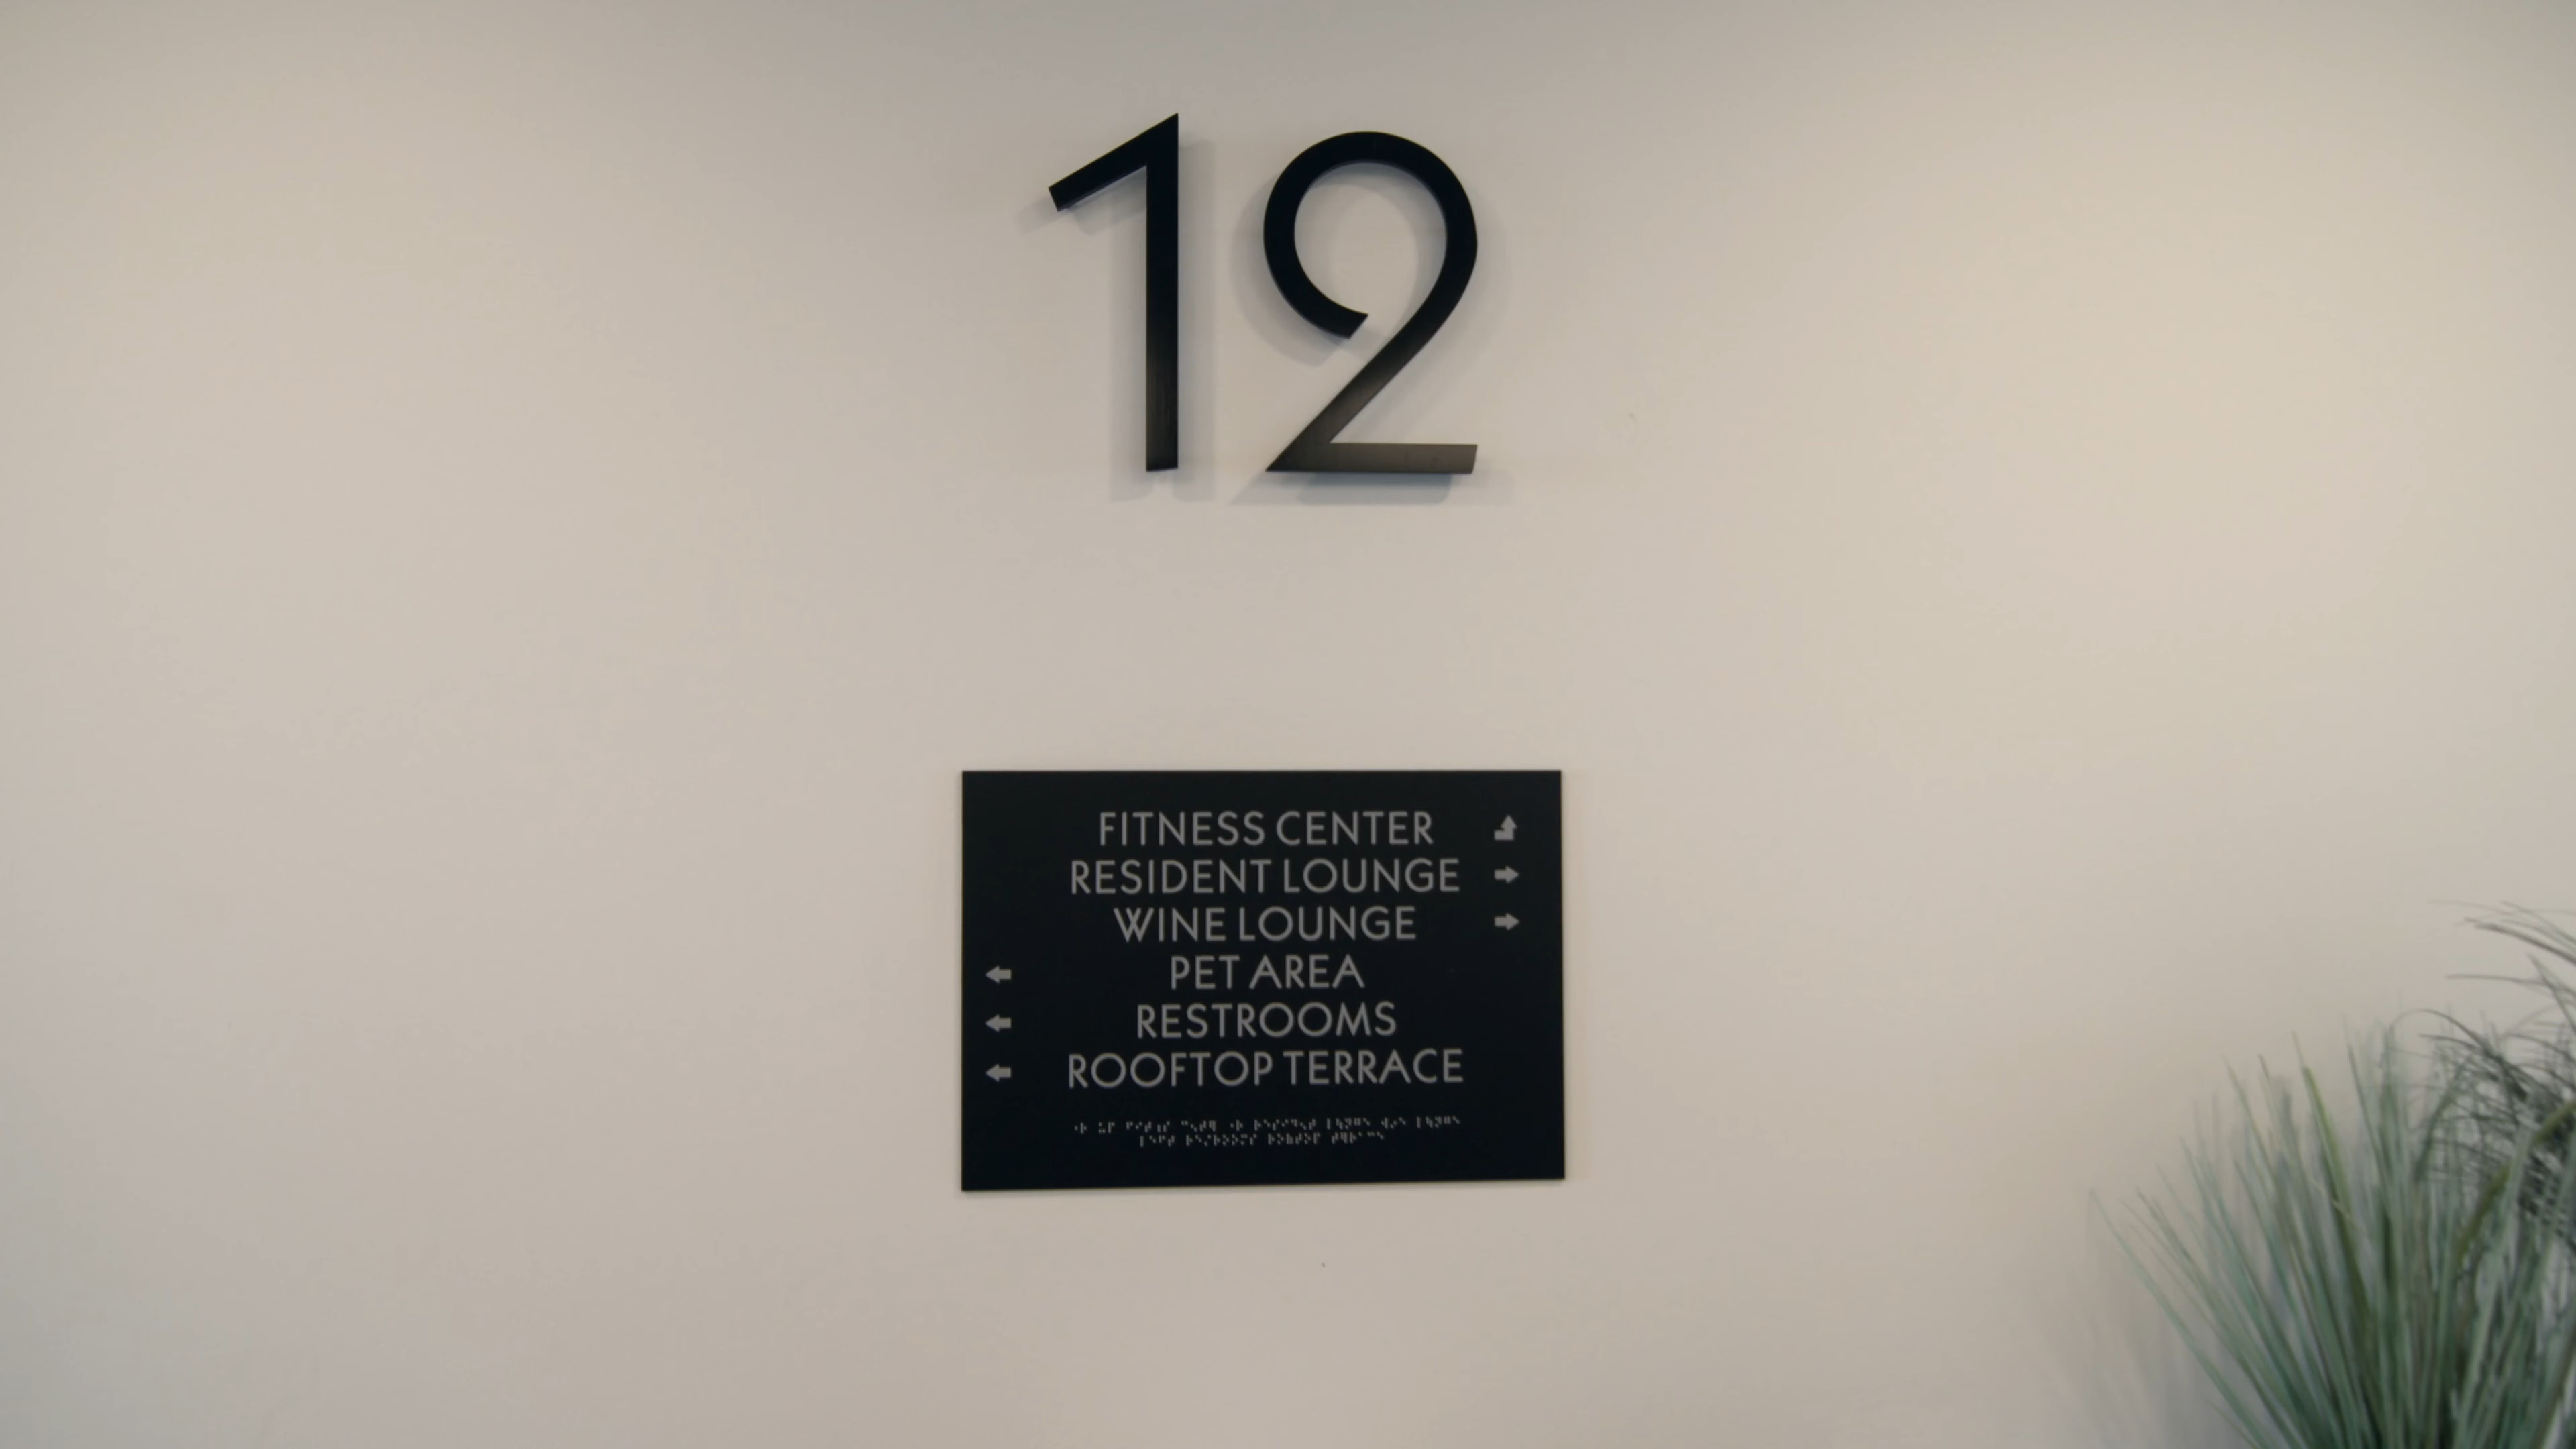 12
FITNESS CENTER
RESIDENT LOUNGE
WINE LOUNGE
PET AREA
RESTROOMS
ROOFTOP TERRACE